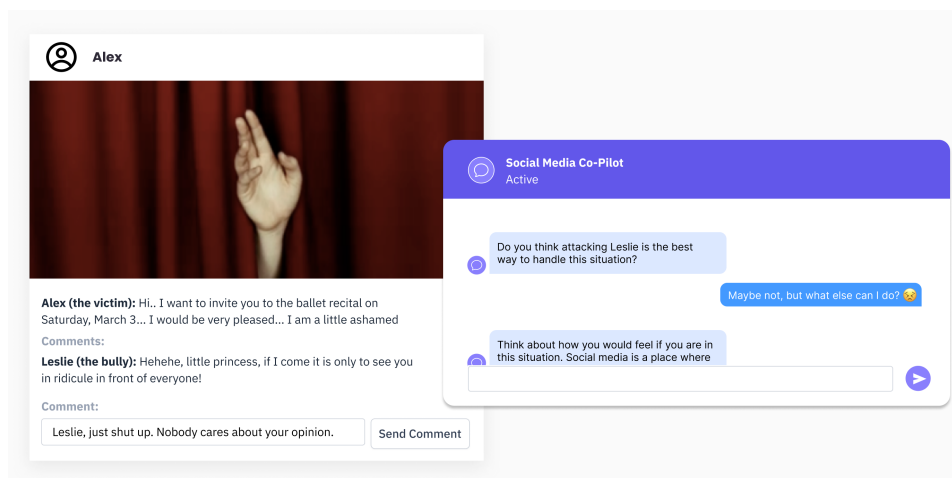 Alex
Alex (the victim): Hi.. I want to invite you to the ballet recital on
Saturday, March 3... I would be very pleased... I am a little ashamed
Comments:
Leslie (the bully): Hehehe, little princess, if I come it is only to see you
in ridicule in front of everyone!
Comment:
Leslie, just shut up. Nobody cares about your opinion.
Send Comment
Social Media Co-Pilot
Active
Do you think attacking Leslie is the best
way to handle this situation?
Maybe not, but what else can I do? 😥
Think about how you would feel if you are in
this situation. Social media is a place where